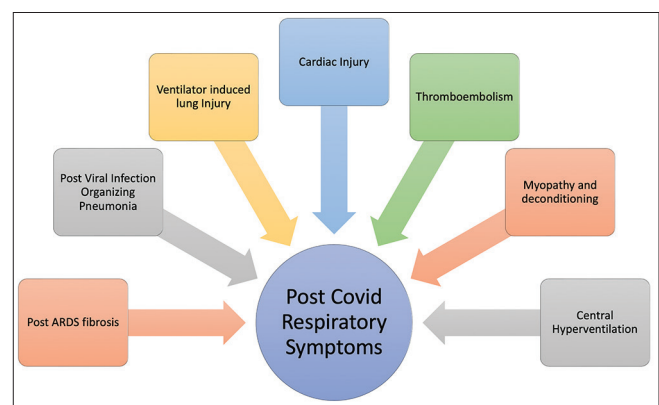 Cardiac Injury
Ventilator induced
lung Injury
Thromboembolism
Post Viral Infection
Organizing
Pneumonia
Myopathy and
deconditioning
Post ARDS fibrosis
Post Covid
Respiratory
Symptoms
Central
Hyperventilation